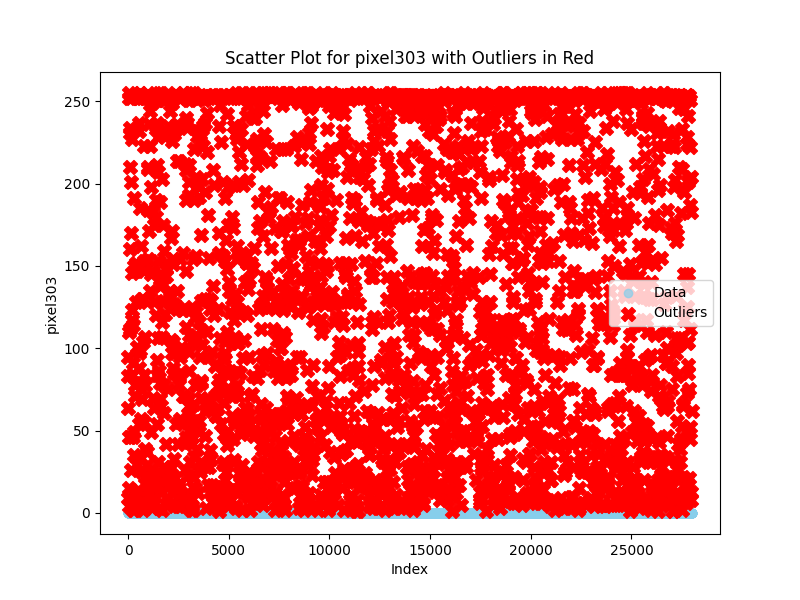 Scatter Plot for pixel303 with Outliers in Red
250
200
150
100
50
0
pixel303
Data
Outliers
0 5000 10000 15000 20000 25000
Index